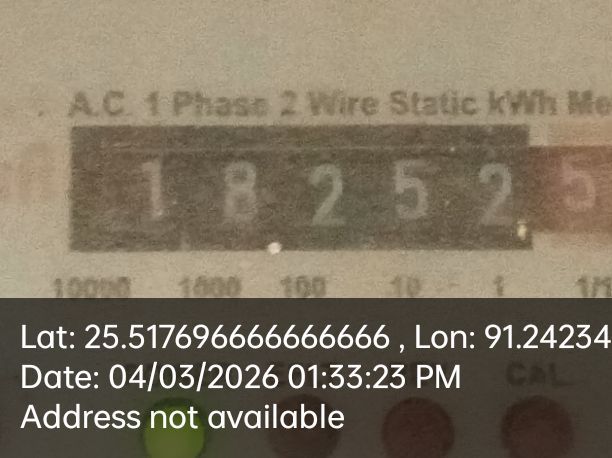 A.C. 1 Phase 2 Wire Static kWh Me
1 8 2 5 2 5
10000 1000 100 10 1 1/1
Lat: 25.517696666666666 , Lon: 91.24234
Date: 04/03/2026 01:33:23 PM
CAL
Address not available